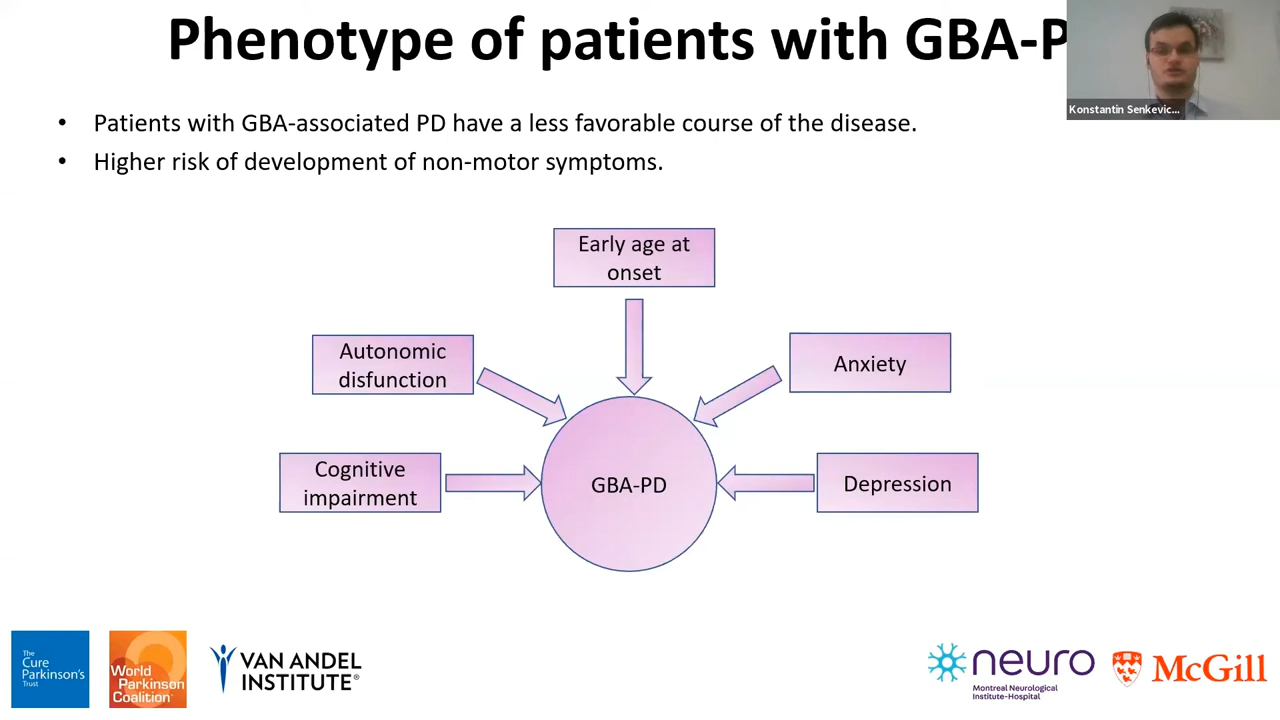 Phenotype of patients with GBA-P
Konstantin Senkevic...
• Patients with GBA-associated PD have a less favorable course of the disease.
• Higher risk of development of non-motor symptoms.
Early age at
onset
Autonomic
disfunction
Anxiety
Cognitive
impairment
GBA-PD
Depression
The
Cure
Parkinson's
Trust
World
Parkinson
Coalition
VAN ANDEL
INSTITUTE®
neuro
Montreal Neurological
Institute-Hospital
McGill